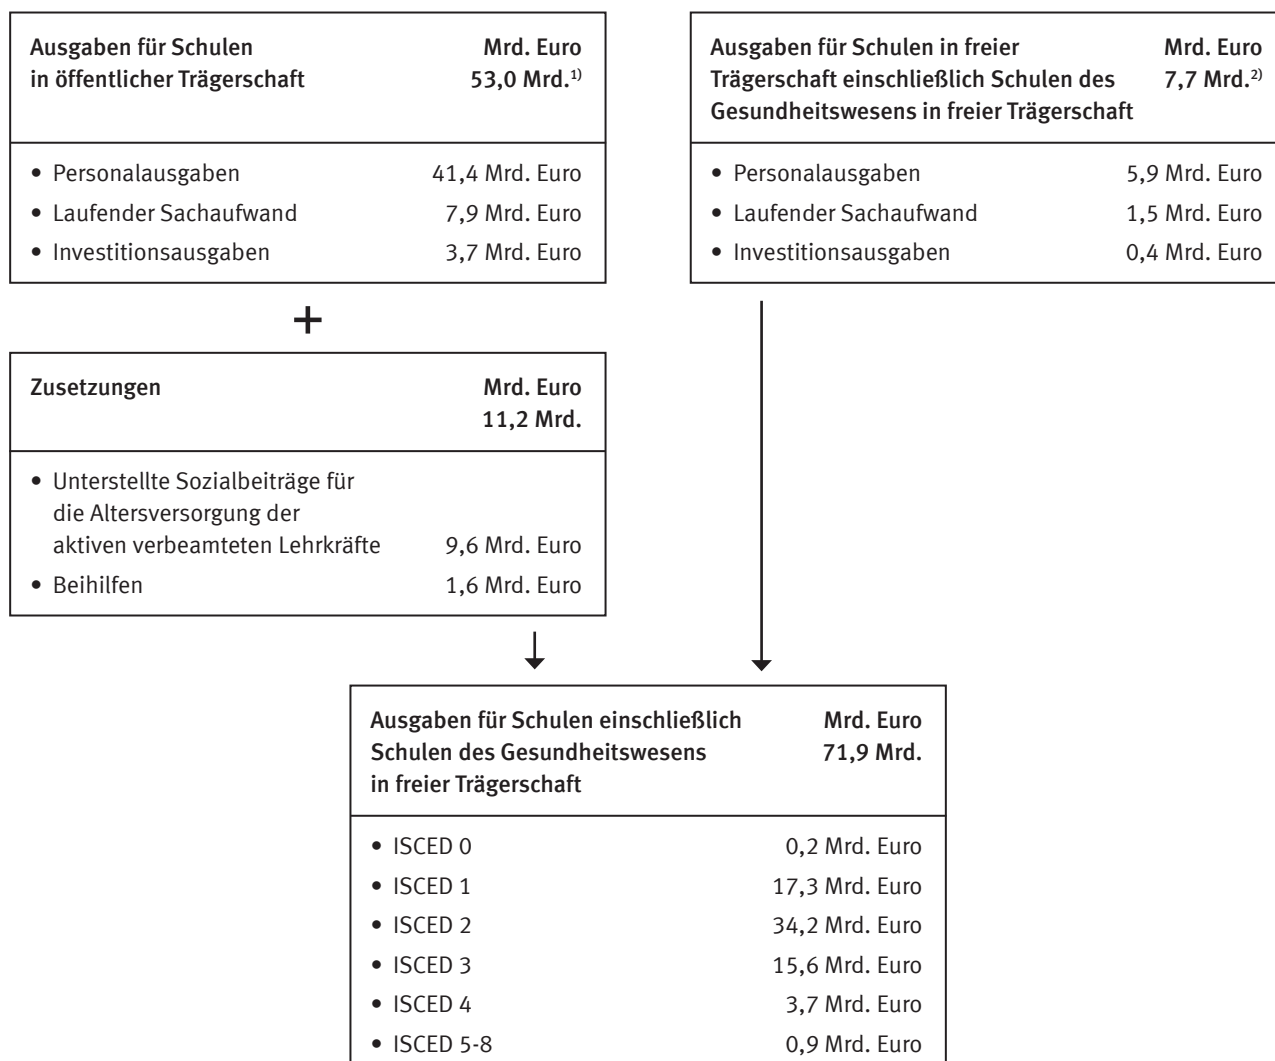 Ausgaben für Schulen Mrd. Euro
in öffentlicher Trägerschaft 53,0 Mrd.1)
• Personalausgaben 41,4 Mrd. Euro
• Laufender Sachaufwand 7,9 Mrd. Euro
• Investitionsausgaben 3,7 Mrd. Euro
Ausgaben für Schulen in freier Mrd. Euro
Trägerschaft einschließlich Schulen des 7,7 Mrd.2)
Gesundheitswesens in freier Trägerschaft
• Personalausgaben 5,9 Mrd. Euro
• Laufender Sachaufwand 1,5 Mrd. Euro
• Investitionsausgaben 0,4 Mrd. Euro
+
Zusetzungen Mrd. Euro
11,2 Mrd.
• Unterstellte Sozialbeiträge für
die Altersversorgung der
aktiven verbeamteten Lehrkräfte 9,6 Mrd. Euro
• Beihilfen 1,6 Mrd. Euro
Ausgaben für Schulen einschließlich Mrd. Euro
Schulen des Gesundheitswesens 71,9 Mrd.
in freier Trägerschaft
• ISCED 0 0,2 Mrd. Euro
• ISCED 1 17,3 Mrd. Euro
• ISCED 2 34,2 Mrd. Euro
• ISCED 3 15,6 Mrd. Euro
• ISCED 4 3,7 Mrd. Euro
• ISCED 5-8 0,9 Mrd. Euro